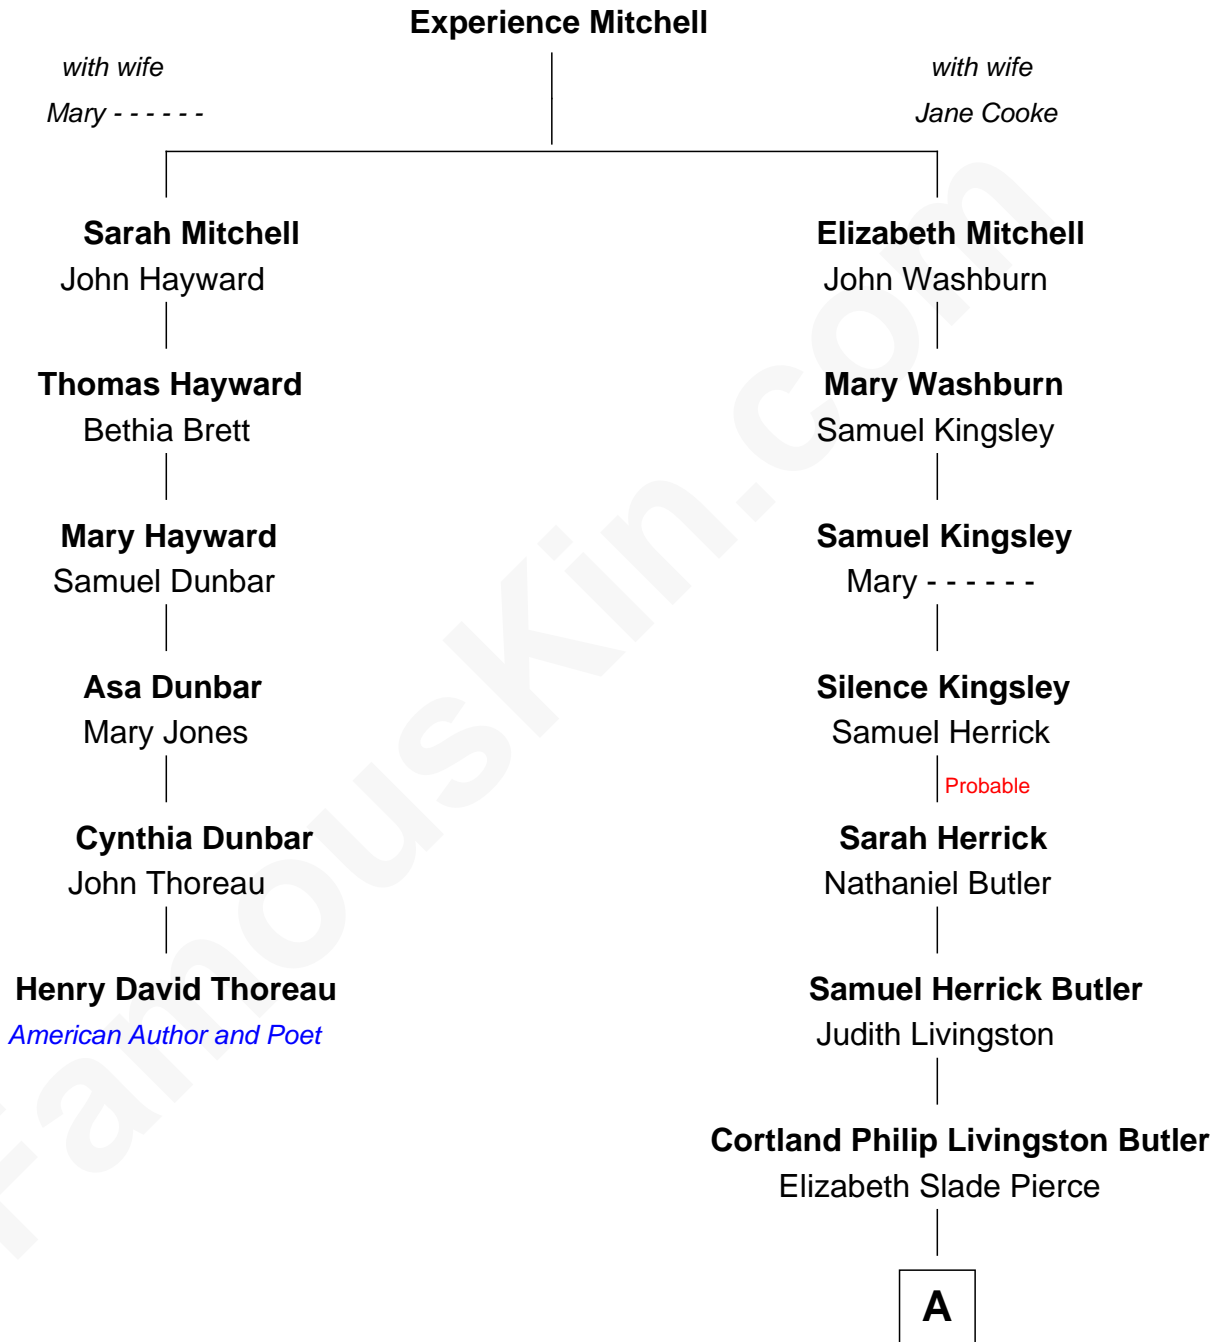 Experience Mitchell
with wife
Mary - - - - - -
with wife
Jane Cooke
Sarah Mitchell
John Hayward
Elizabeth Mitchell
John Washburn
Thomas Hayward
Bethia Brett
Mary Washburn
Samuel Kingsley
Mary Hayward
Samuel Dunbar
Samuel Kingsley
Mary - - - - - -
Asa Dunbar
Mary Jones
Silence Kingsley
Samuel Herrick
Probable
Cynthia Dunbar
John Thoreau
Sarah Herrick
Nathaniel Butler
Henry David Thoreau
American Author and Poet
Samuel Herrick Butler
Judith Livingston
Cortland Philip Livingston Butler
Elizabeth Slade Pierce
A
FamousKin.com